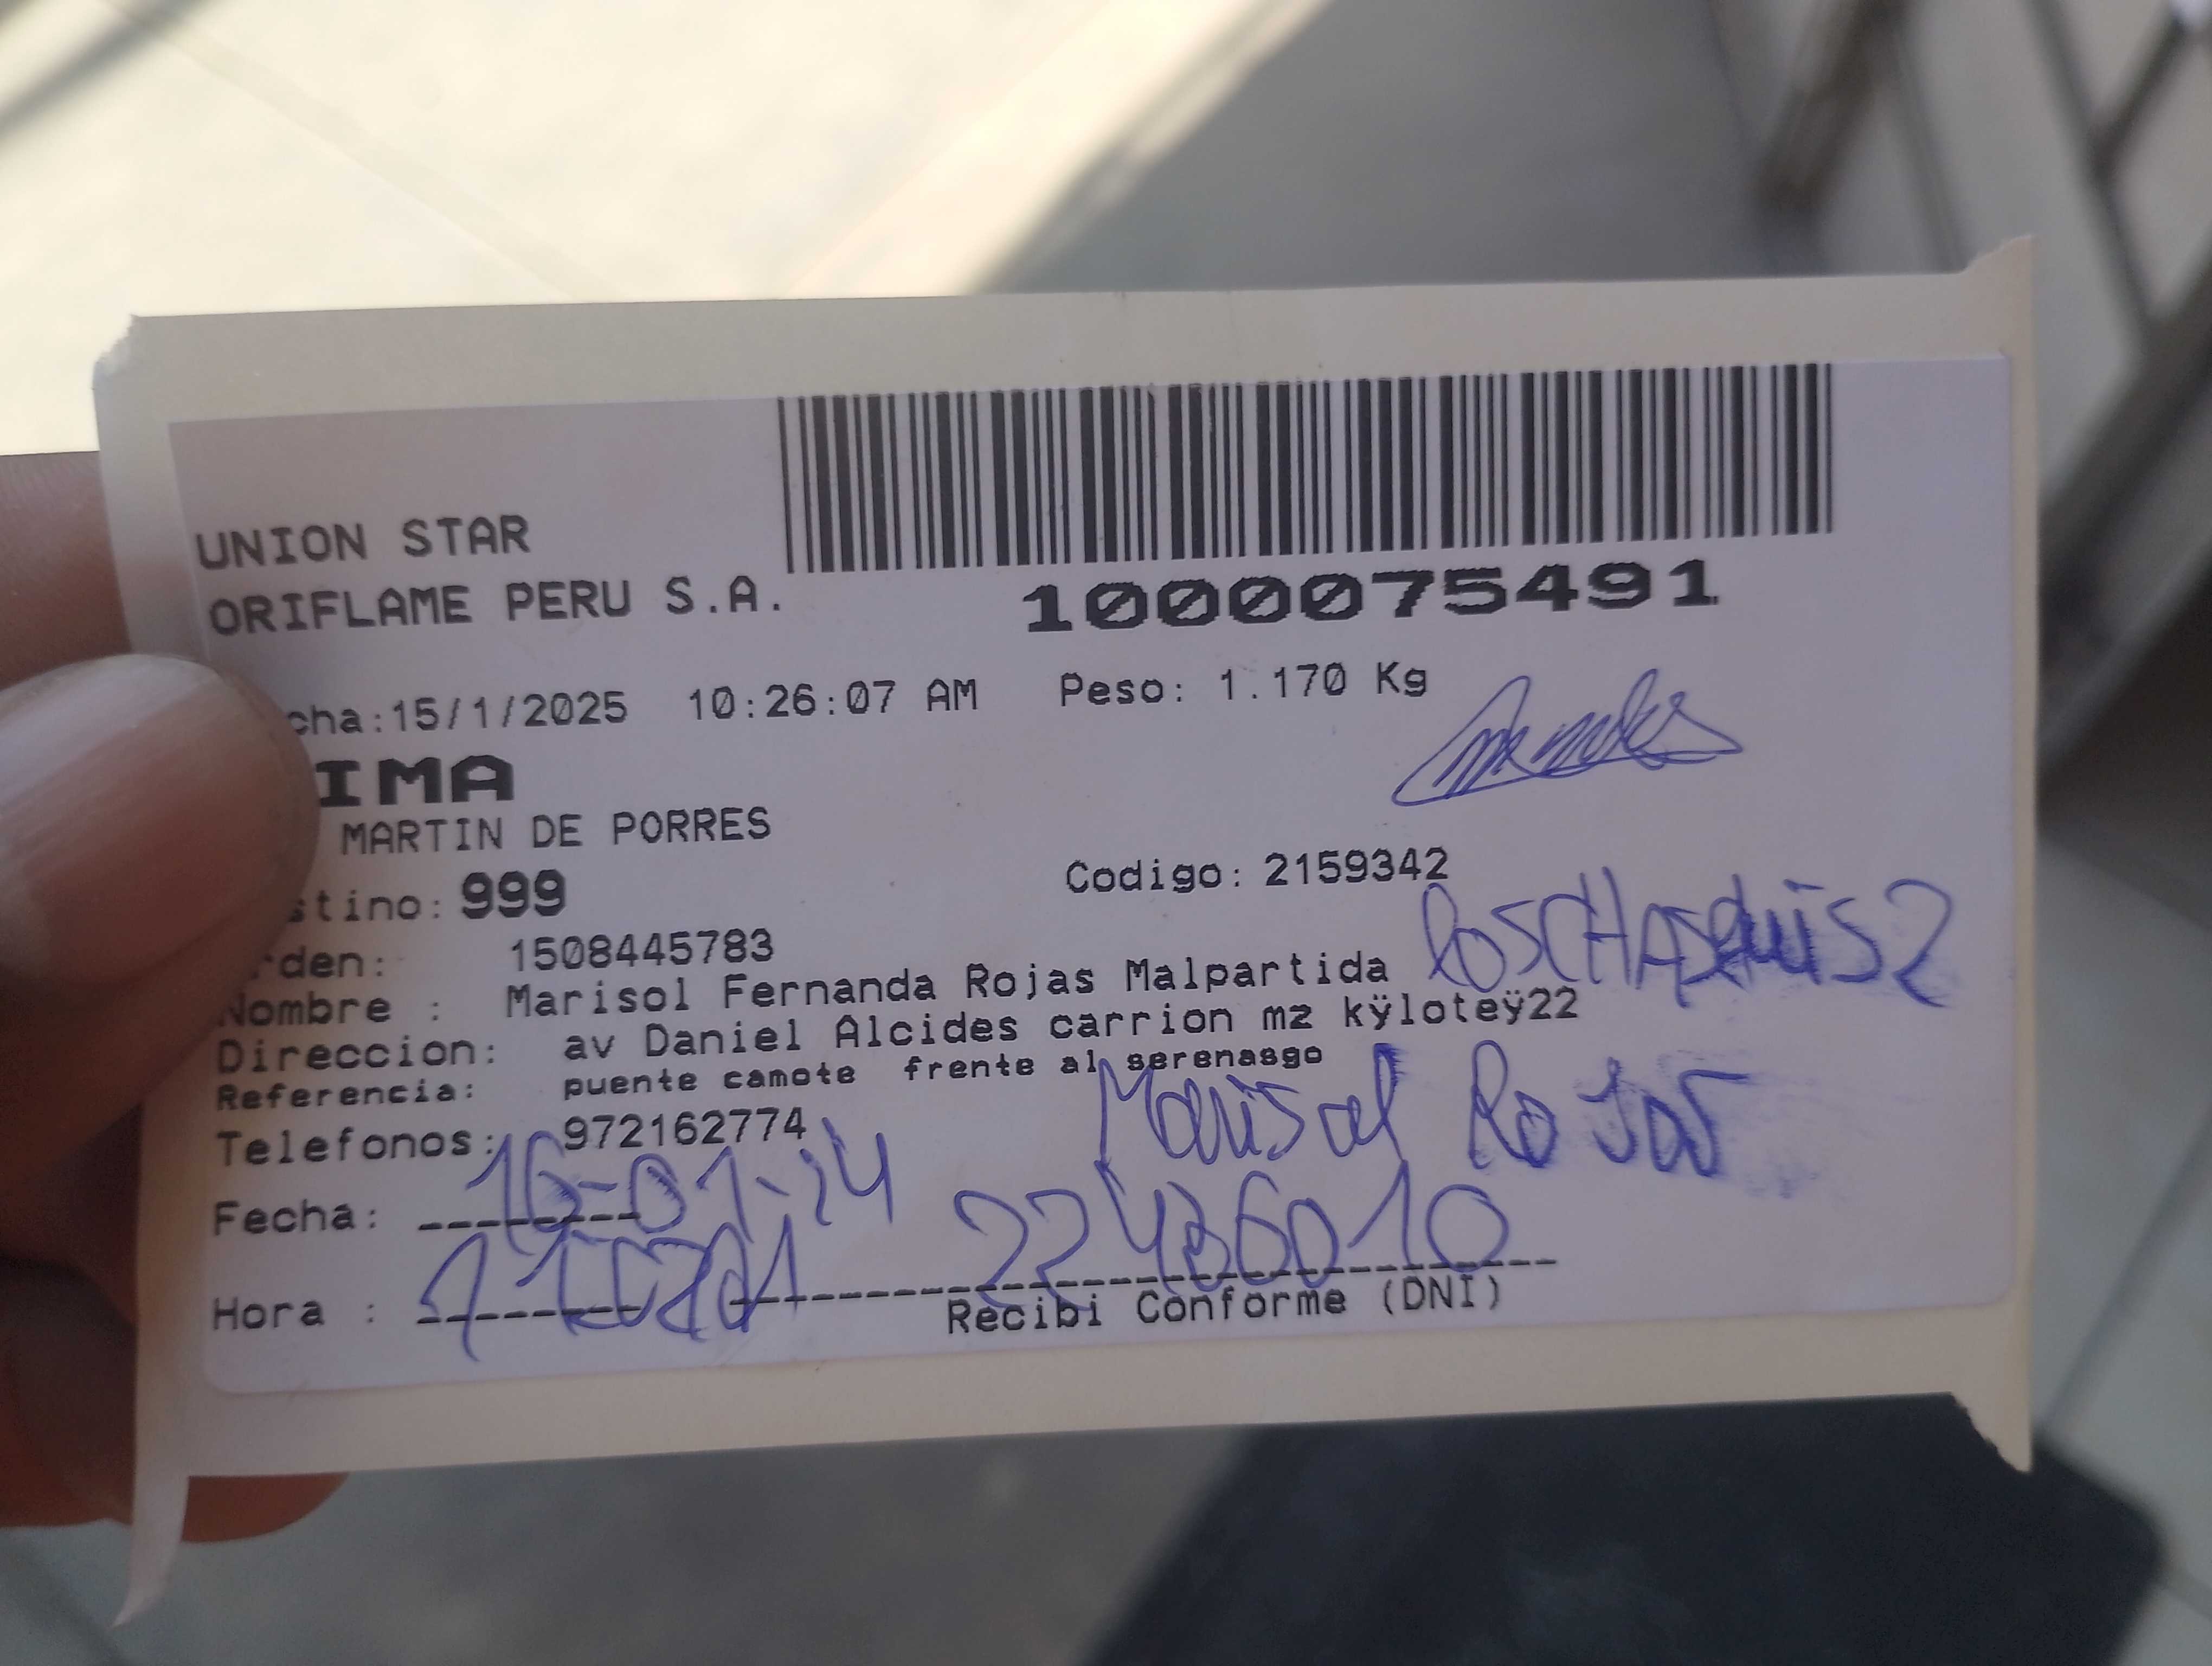 UNION STAR
ORIFLAME PERU S.A.
1000075491
cha:15/1/2025 10:26:07 AM Peso: 1.170 Kg
IMA
MARTIN DE PORRES
stino: 999 Codigo: 2159342
rden: 1508445783
Nombre : Marisol Fernanda Rojas Malpartida
Direccion: av Daniel Alcides carrion mz kÿloteÿ22
Referencia: puente camote frente al serenasgo
Telefonos: 972162774
Marisol Rojas
Fecha: 16-01-
Hora :
22436010
Recibi Conforme (DNI)